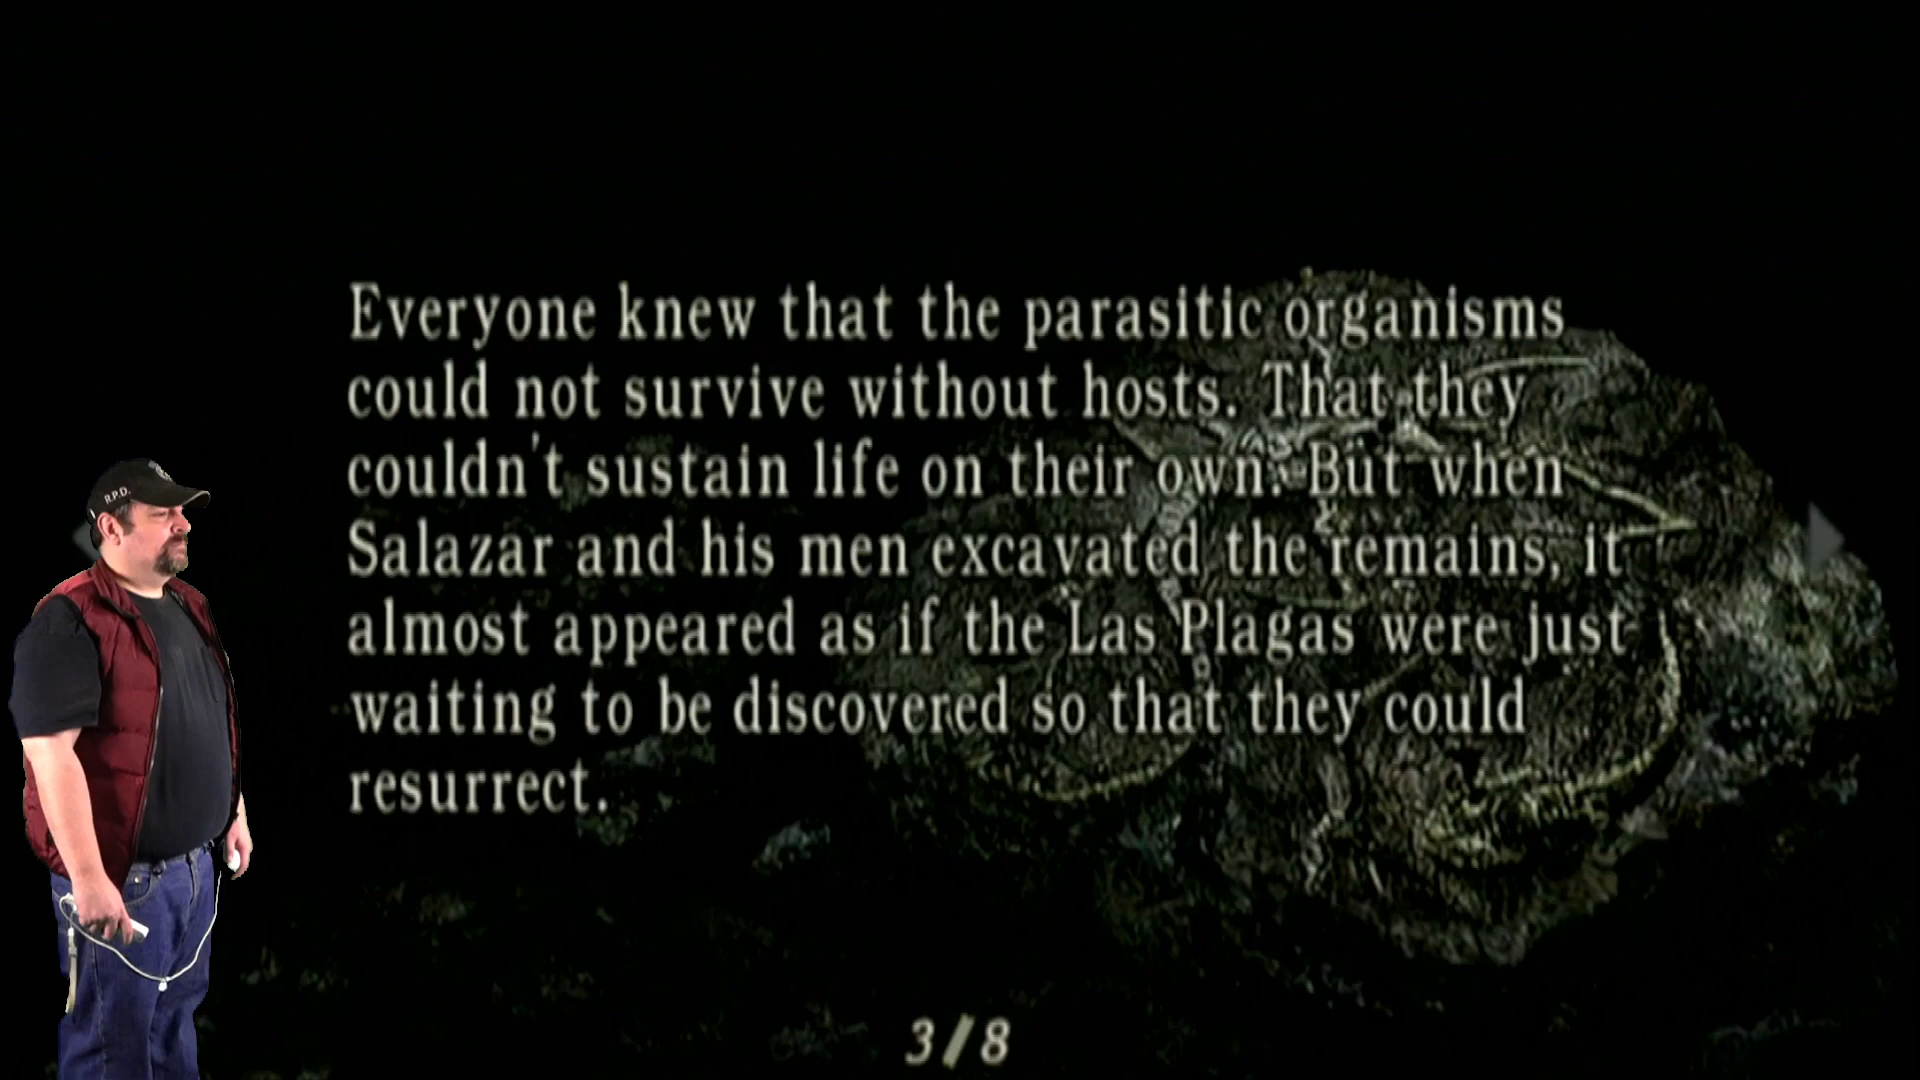 Everyone knew that the parasitic organisms
could not survive without hosts. That they
couldn't sustain life on their own. But when
Salazar and his men excavated the remains, it
almost appeared as if the Las Plagas were just
waiting to be discovered so that they could
resurrect.
R.P.D.
3/8